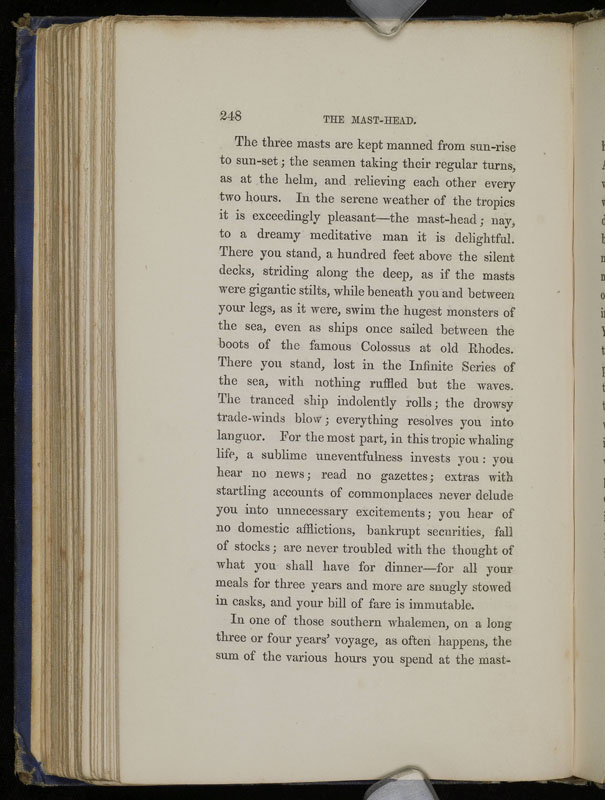 248
THE MAST-HEAD.
The three masts are kept manned from sun-rise
to sun-set; the seamen taking their regular turns,
as at the helm, and relieving each other every
two hours. In the serene weather of the tropics
it is exceedingly pleasant—the mast-head; nay,
to a dreamy meditative man it is delightful.
There you stand, a hundred feet above the silent
decks, striding along the deep, as if the masts
were gigantic stilts, while beneath you and between
your legs, as it were, swim the hugest monsters of
the sea, even as ships once sailed between the
boots of the famous Colossus at old Rhodes.
There you stand, lost in the Infinite Series of
the sea, with nothing ruffled but the waves.
The tranced ship indolently rolls; the drowsy
trade-winds blow; everything resolves you into
languor. For the most part, in this tropic whaling
life, a sublime uneventfulness invests you: you
hear no news; read no gazettes; extras with
startling accounts of commonplaces never delude
you into unnecessary excitements; you hear of
no domestic afflictions, bankrupt securities, fall
of stocks; are never troubled with the thought of
what you shall have for dinner—for all your
meals for three years and more are snugly stowed
in casks, and your bill of fare is immutable.
In one of those southern whalemen, on a long
three or four years' voyage, as often happens, the
sum of the various hours you spend at the mast-